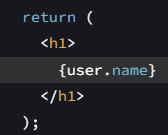 return (
  <h1>
    {user.name}
  </h1>
);